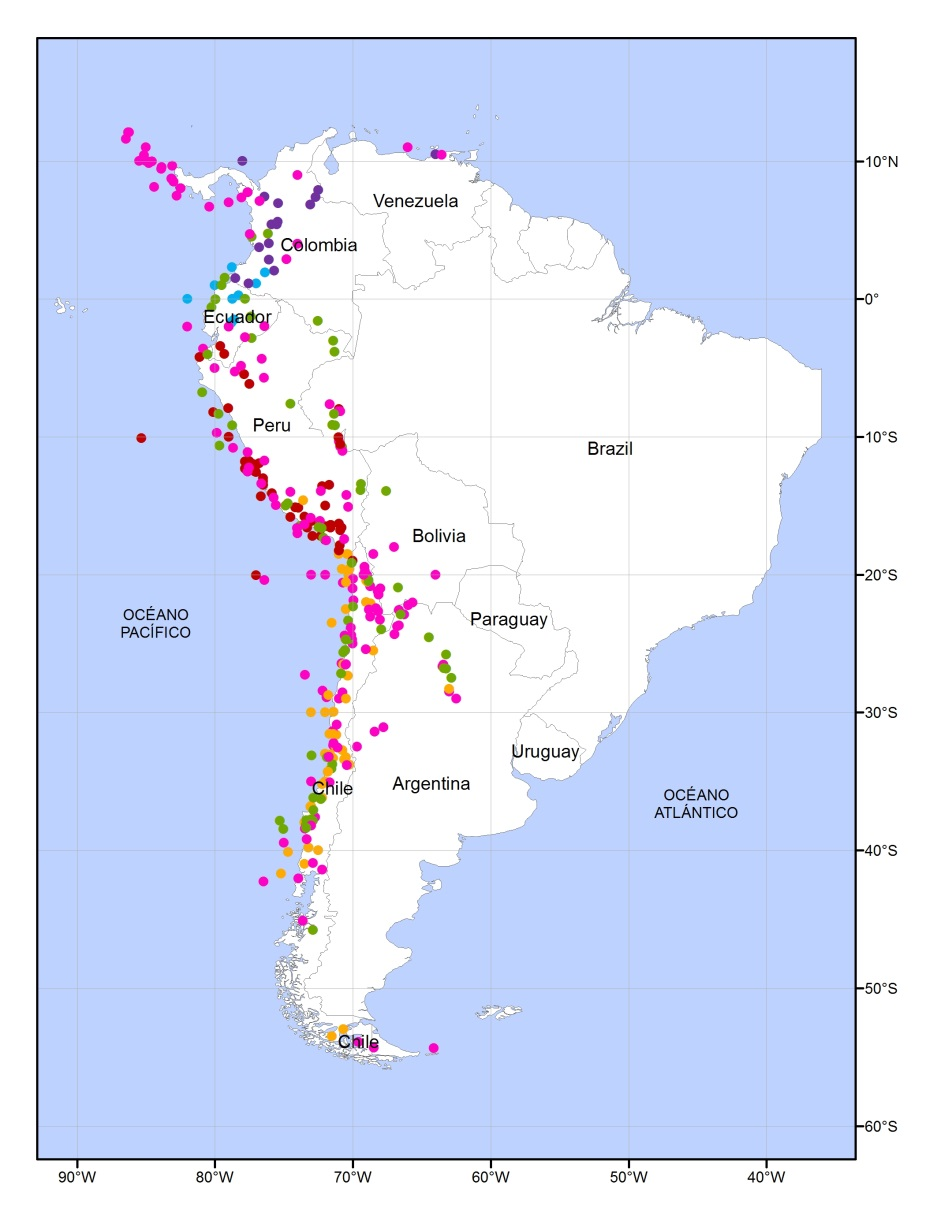 10°N
Venezuela
Colombia
0°
Ecuador
Peru
10°S
Brazil
Bolivia
20°S
OCÉANO
PACÍFICO
Paraguay
30°S
Uruguay
Argentina
Chile
OCÉANO
ATLÁNTICO
40°S
50°S
Chile
60°S
90°W 80°W 70°W 60°W 50°W 40°W